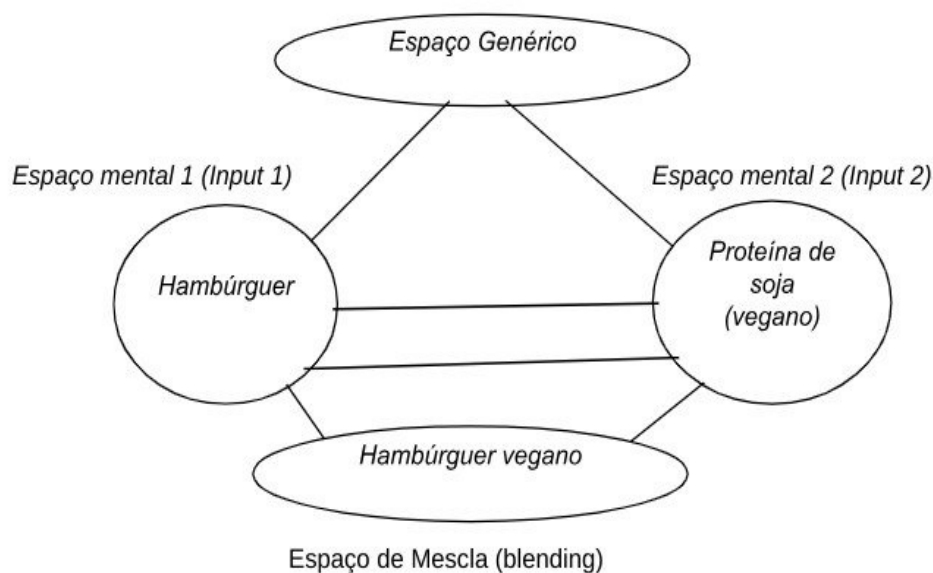 Espaço Genérico
Espaço mental 1 (Input 1)
Espaço mental 2 (Input 2)
Hambúrguer
Proteína de
soja
(vegano)
Hambúrguer vegano
Espaço de Mescla (blending)